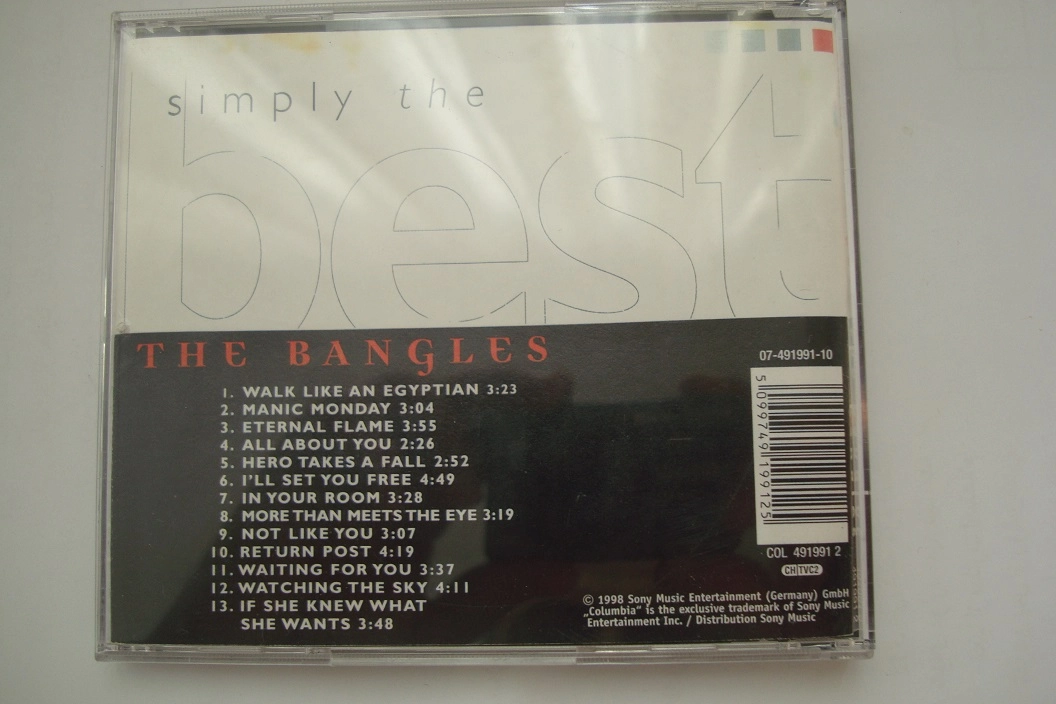 simply the
best
THE BANGLES
07-491991-10
1. WALK LIKE AN EGYPTIAN 3:23
2. MANIC MONDAY 3:04
3. ETERNAL FLAME 3:55
4. ALL ABOUT YOU 2:26
5. HERO TAKES A FALL 2:52
6. I'LL SET YOU FREE 4:49
7. IN YOUR ROOM 3:28
8. MORE THAN MEETS THE EYE 3:19
9. NOT LIKE YOU 3:07
10. RETURN POST 4:19
11. WAITING FOR YOU 3:37
12. WATCHING THE SKY 4:11
13. IF SHE KNEW WHAT
SHE WANTS 3:48
5 099749 199125
COL 491991 2
CH TVC2
© 1998 Sony Music Entertainment (Germany) GmbH
„Columbia“ is the exclusive trademark of Sony Music
Entertainment Inc. / Distribution Sony Music